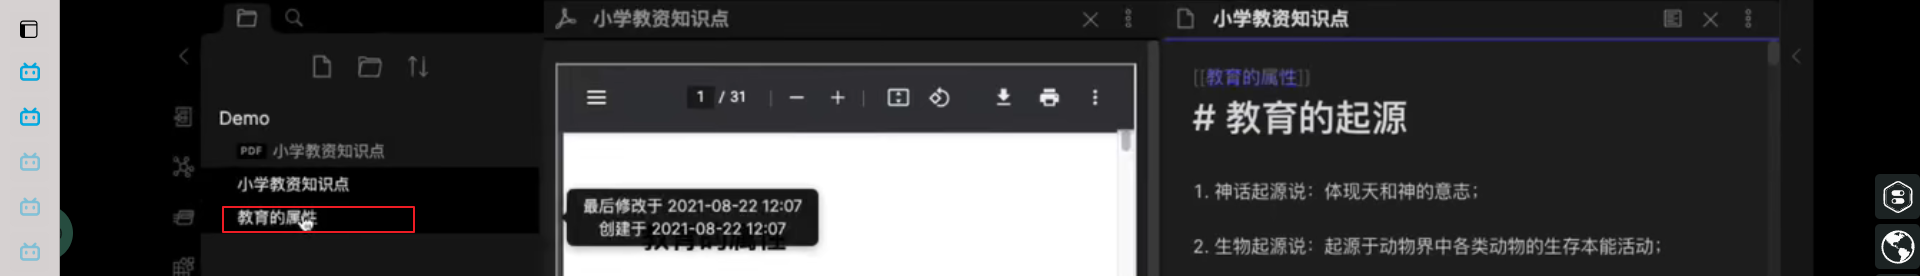 小学教资知识点
小学教资知识点
1 / 31
[[教育的属性]]
# 教育的起源
Demo
PDF 小学教资知识点
小学教资知识点
教育的属性
最后修改于 2021-08-22 12:07
创建于 2021-08-22 12:07
教育的属性
1. 神话起源说：体现天和神的意志；
2. 生物起源说：起源于动物界中各类动物的生存本能活动；